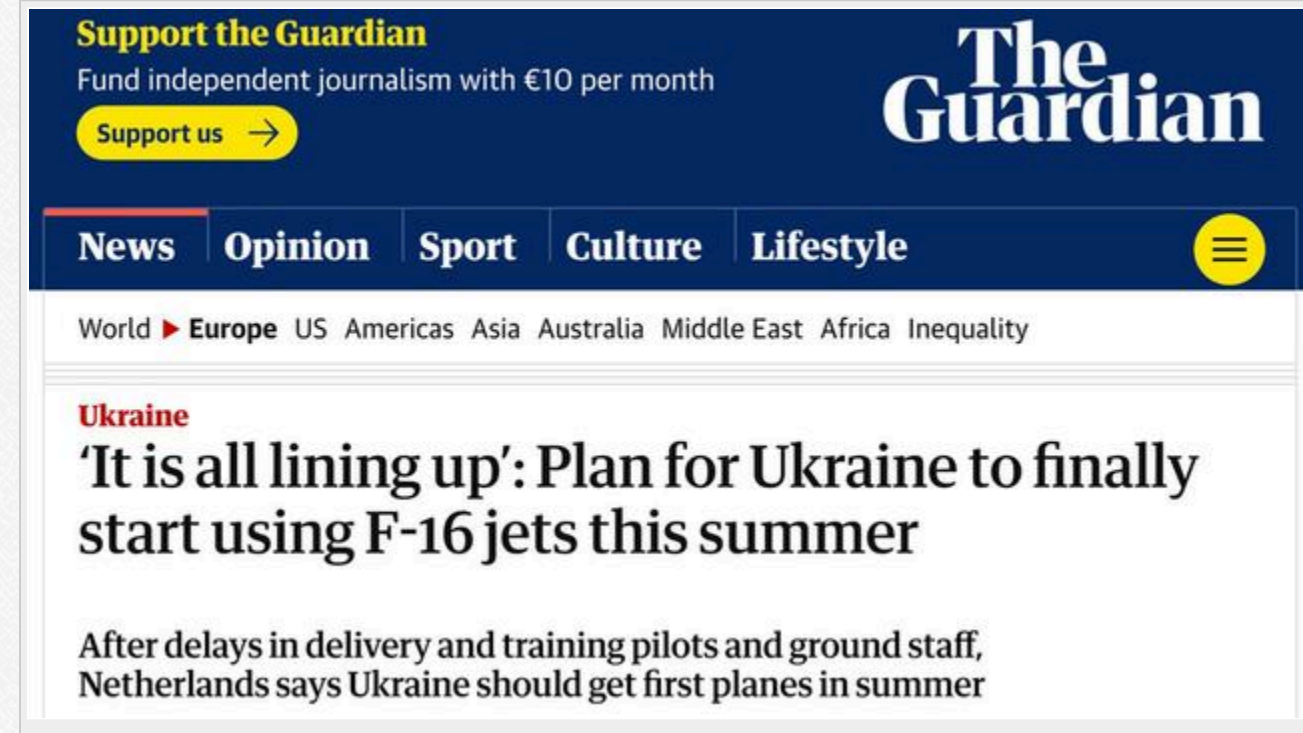 Support the Guardian
Fund independent journalism with €10 per month
Support us
The
Guardian
News Opinion Sport Culture Lifestyle
World Europe US Americas Asia Australia Middle East Africa Inequality
Ukraine
‘It is all lining up’: Plan for Ukraine to finally
start using F-16 jets this summer
After delays in delivery and training pilots and ground staff,
Netherlands says Ukraine should get first planes in summer